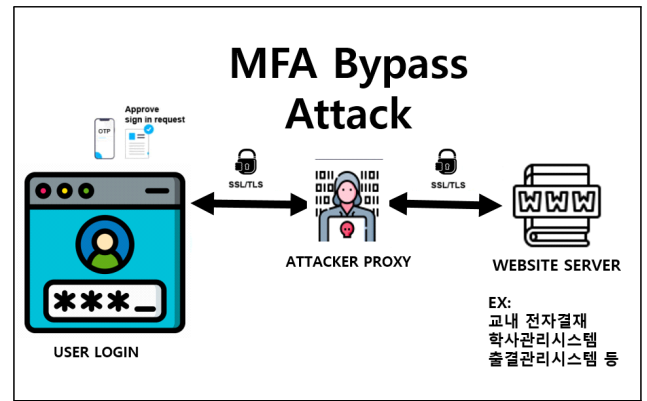 MFA Bypass
Attack
Approve
sign in request
OTP
SSL/TLS
SSL/TLS
WWW
***_
ATTACKER PROXY
WEBSITE SERVER
USER LOGIN
EX:
교내 전자결재
학사관리시스템
출결관리시스템 등